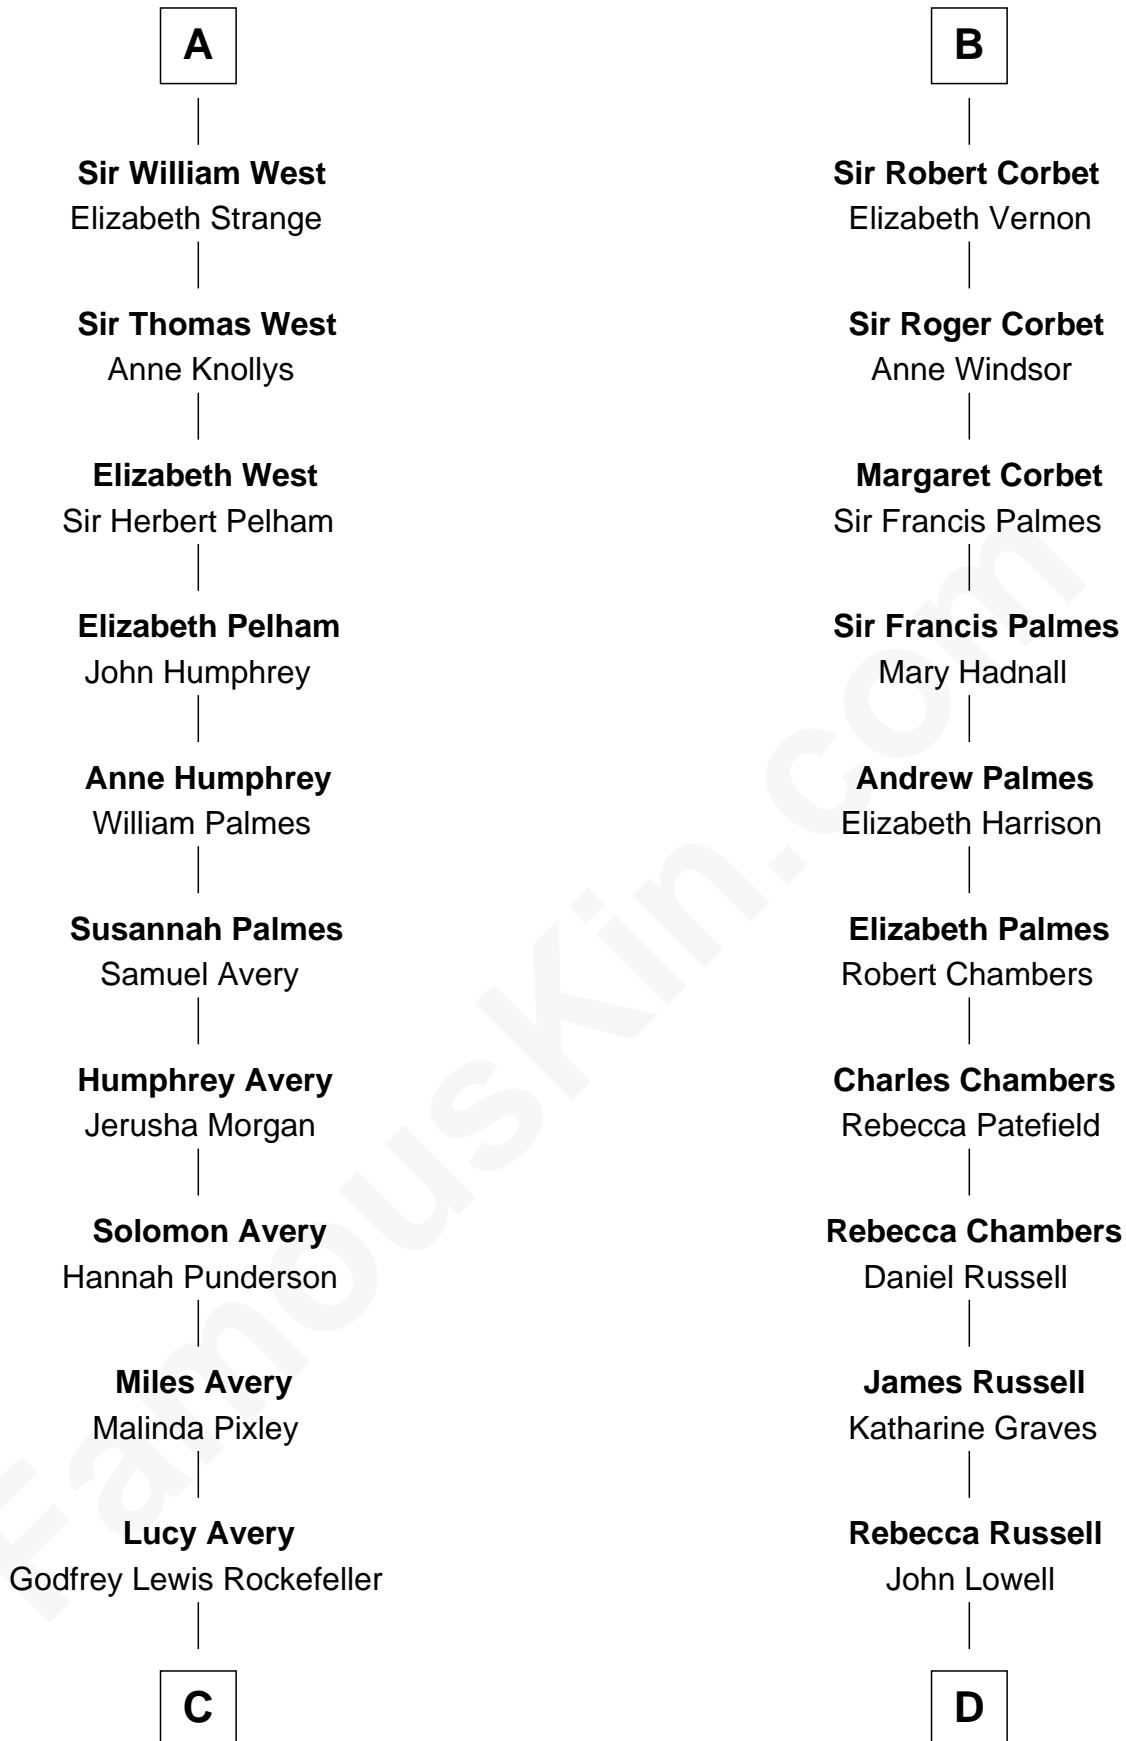 A
Sir William West
Elizabeth Strange
Sir Thomas West
Anne Knollys
Elizabeth West
Sir Herbert Pelham
Elizabeth Pelham
John Humphrey
Anne Humphrey
William Palmes
Susannah Palmes
Samuel Avery
Humphrey Avery
Jerusha Morgan
Solomon Avery
Hannah Punderson
Miles Avery
Malinda Pixley
Lucy Avery
Godfrey Lewis Rockefeller
C
B
Sir Robert Corbet
Elizabeth Vernon
Sir Roger Corbet
Anne Windsor
Margaret Corbet
Sir Francis Palmes
Sir Francis Palmes
Mary Hadnall
Andrew Palmes
Elizabeth Harrison
Elizabeth Palmes
Robert Chambers
Charles Chambers
Rebecca Patefield
Rebecca Chambers
Daniel Russell
James Russell
Katharine Graves
Rebecca Russell
John Lowell
D
FamousKin.com